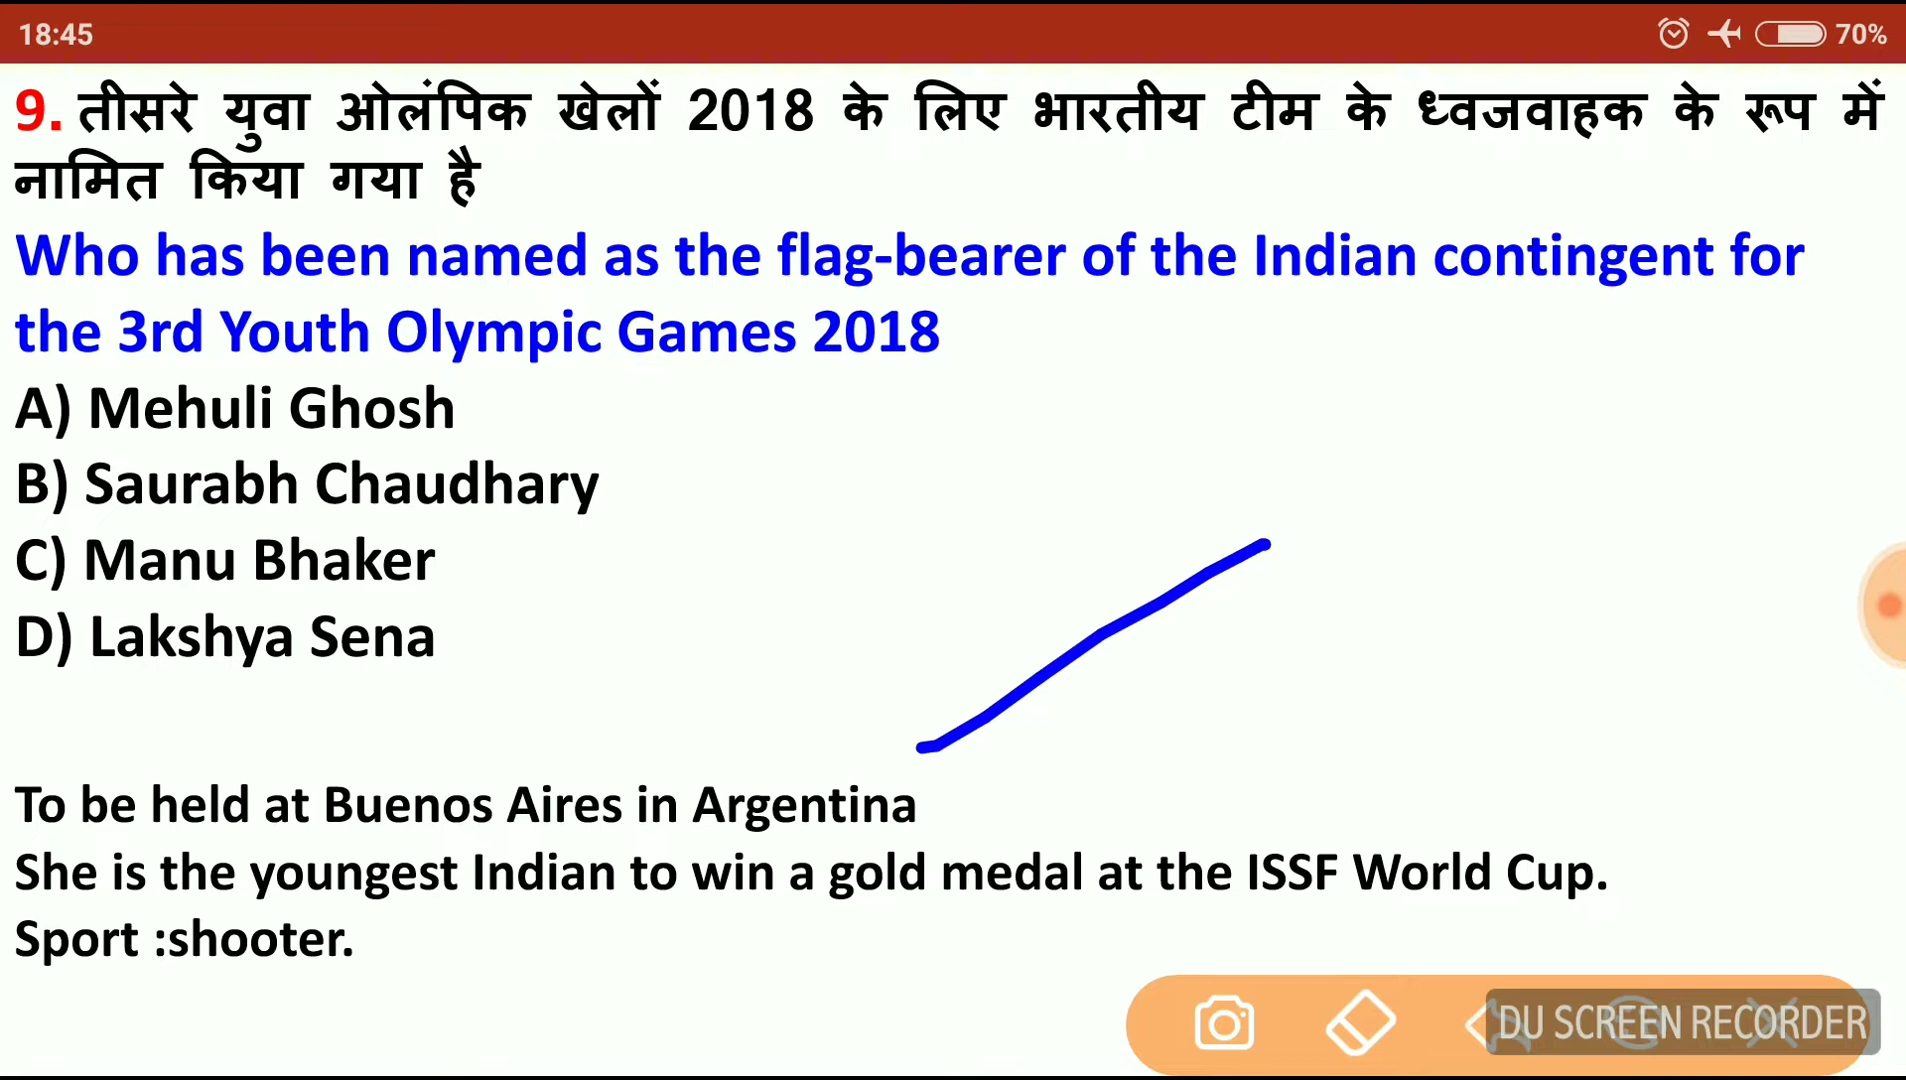 18:45
70%
9. तीसरे युवा ओलंपिक खेलों 2018 के लिए भारतीय टीम के ध्वजवाहक के रूप में
नामित किया गया है
Who has been named as the flag-bearer of the Indian contingent for
the 3rd Youth Olympic Games 2018
A) Mehuli Ghosh
B) Saurabh Chaudhary
C) Manu Bhaker
D) Lakshya Sena
To be held at Buenos Aires in Argentina
She is the youngest Indian to win a gold medal at the ISSF World Cup.
Sport :shooter.
DU SCREEN RECORDER